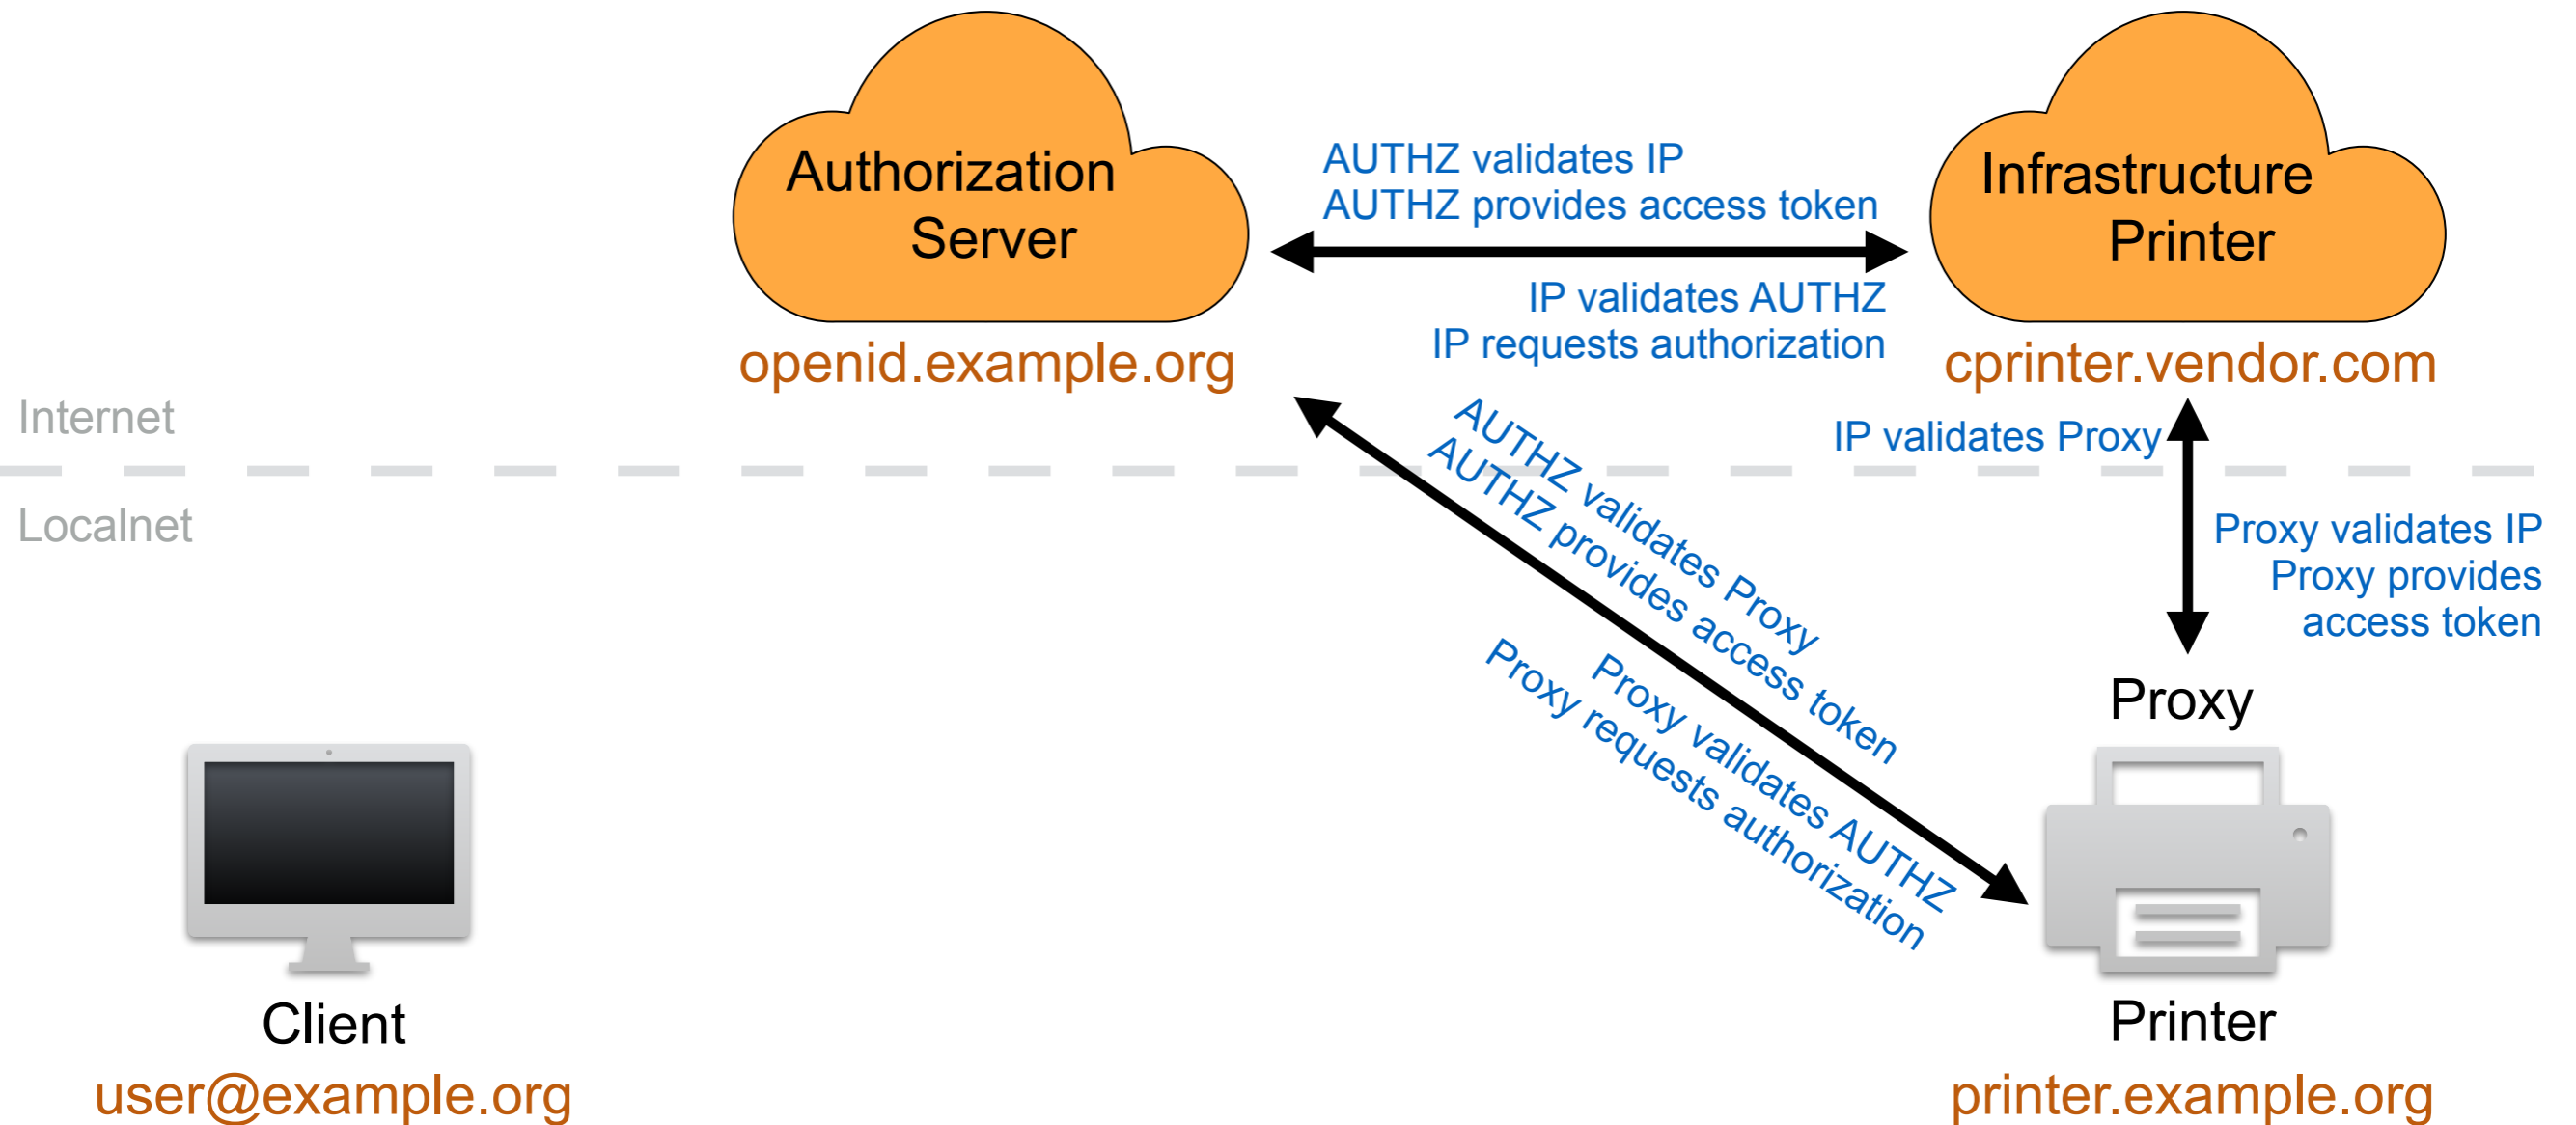 Authorization
Server
openid.example.org
AUTHZ validates IP
AUTHZ provides access token
IP validates AUTHZ
IP requests authorization
Infrastructure
Printer
cprinter.vendor.com
Internet
Localnet
IP validates Proxy
Proxy validates IP
Proxy provides
access token
AUTHZ validates Proxy
AUTHZ provides access token
Proxy validates AUTHZ
Proxy requests authorization
Proxy
Client
user@example.org
Printer
printer.example.org